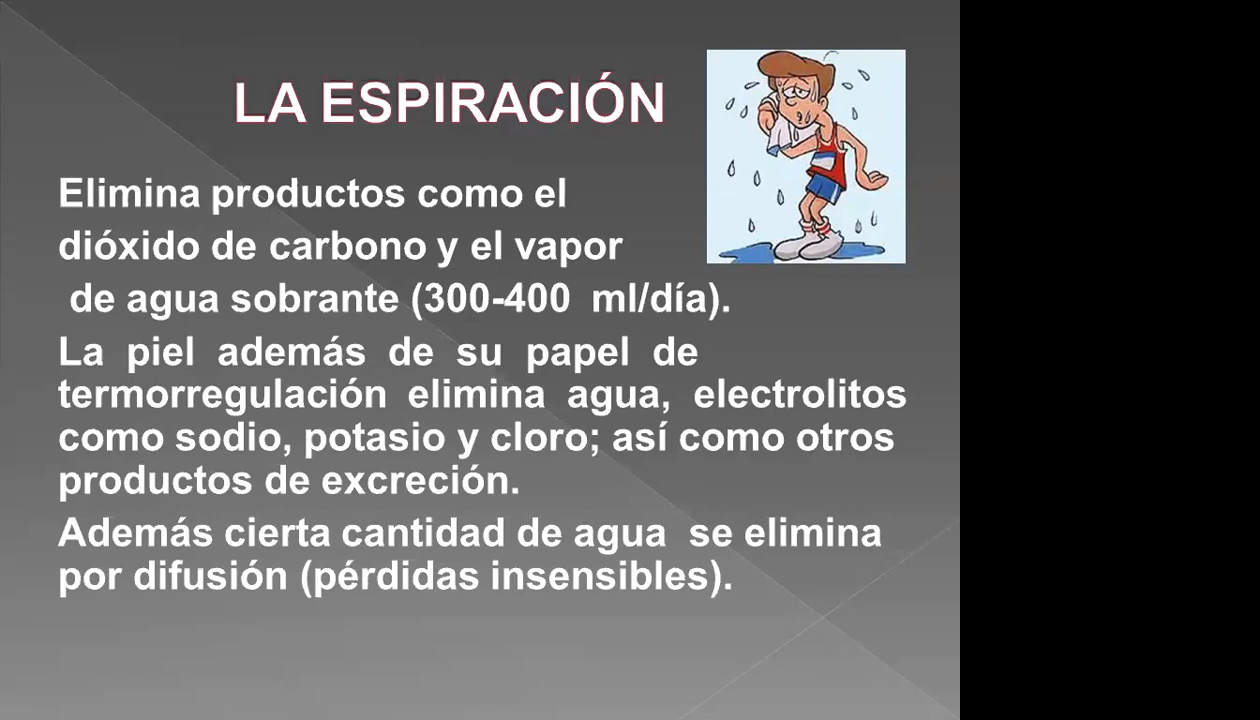 LA ESPIRACIÓN
Elimina productos como el
dióxido de carbono y el vapor
de agua sobrante (300-400 ml/día).
La piel además de su papel de
termorregulación elimina agua, electrolitos
como sodio, potasio y cloro; así como otros
productos de excreción.
Además cierta cantidad de agua se elimina
por difusión (pérdidas insensibles).